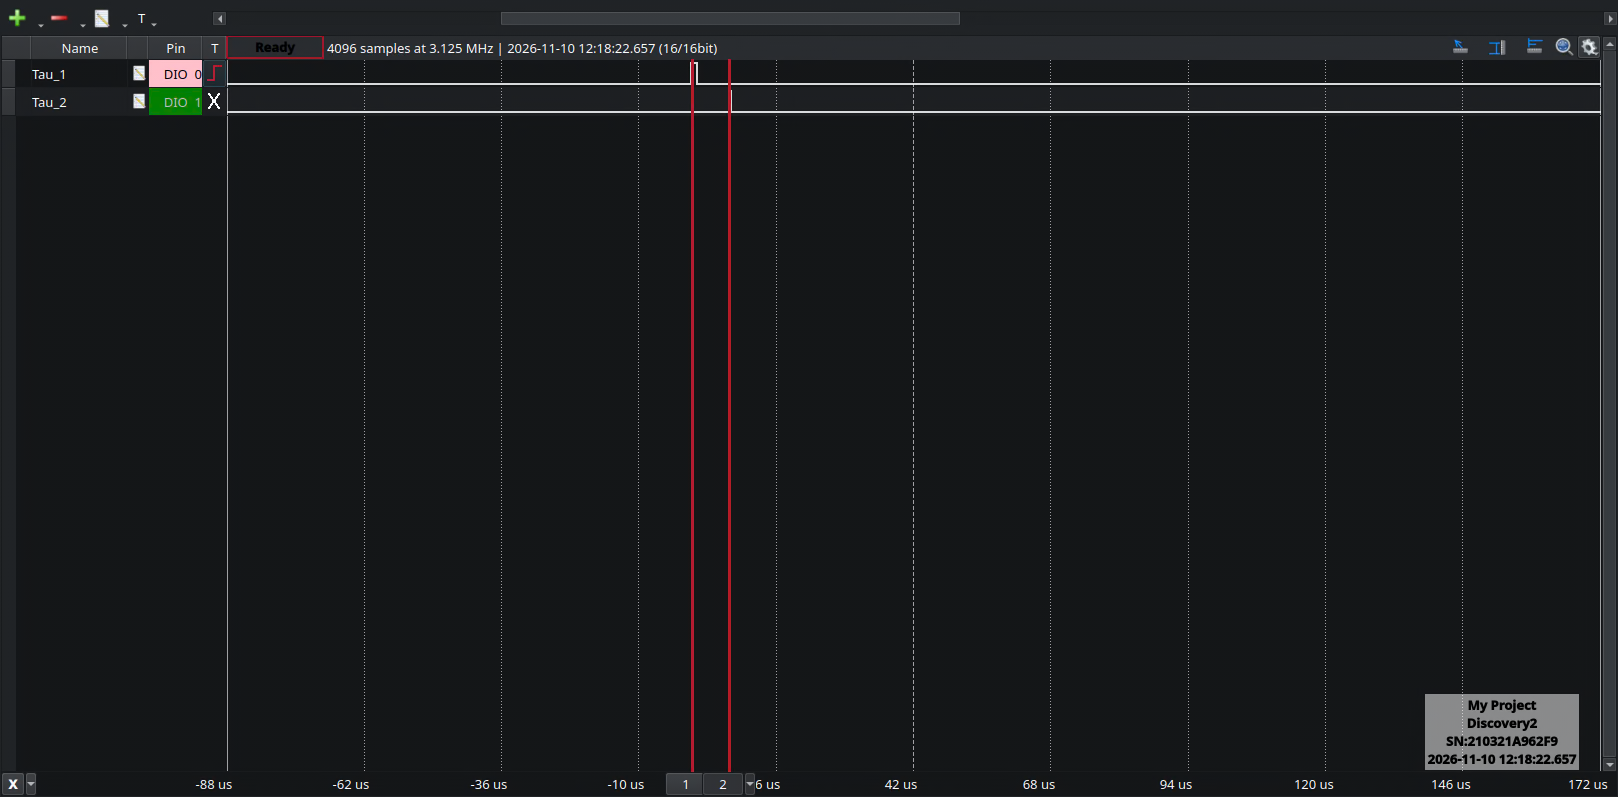 T
Name Pin T Ready 4096 samples at 3.125 MHz | 2026-11-10 12:18:22.657 (16/16bit)
Tau_1 DIO 0
Tau_2 DIO 1 X
My Project
Discovery2
SN:210321A962F9
2026-11-10 12:18:22.657
X -88 us -62 us -36 us -10 us 1 2 6 us 42 us 68 us 94 us 120 us 146 us 172 us